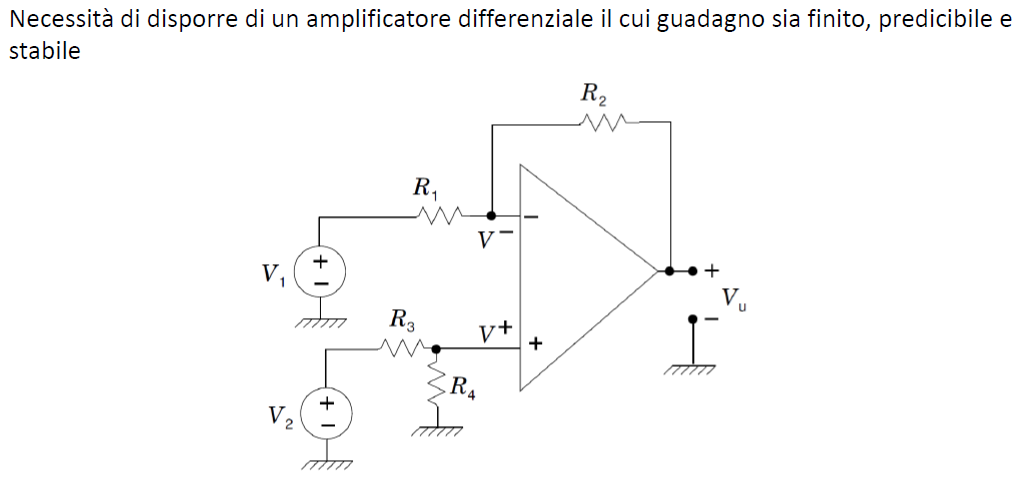 Necessità di disporre di un amplificatore differenziale il cui guadagno sia finito, predicibile e
stabile
R₂
R₁
−
V⁻
V₁
+
−
+
Vᵤ
−
R₃
V⁺
+
R₄
V₂
+
−